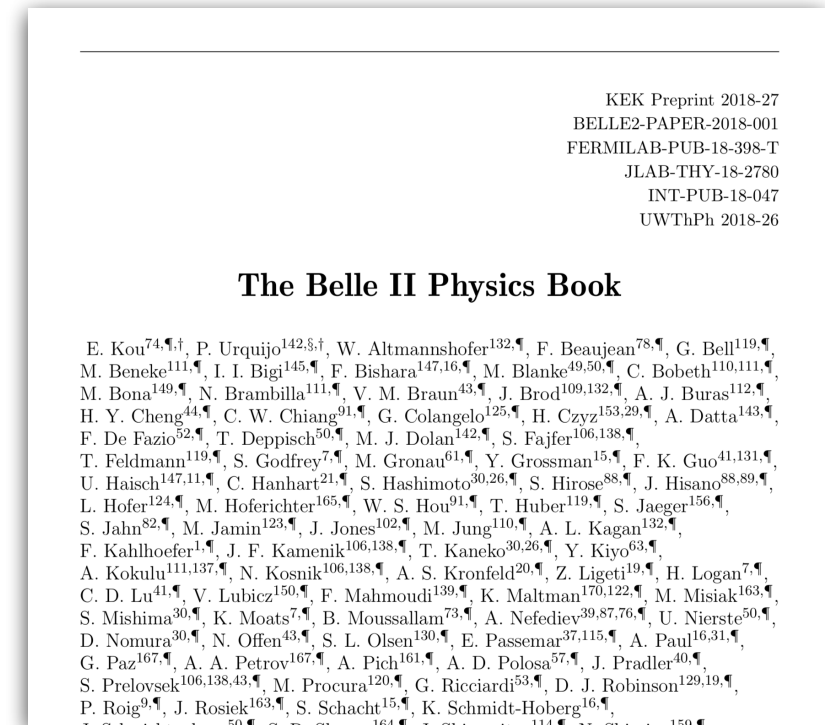 KEK Preprint 2018-27
BELLE2-PAPER-2018-001
FERMILAB-PUB-18-398-T
JLAB-THY-18-2780
INT-PUB-18-047
UWThPh 2018-26
The Belle II Physics Book
E. Kou74,¶,†, P. Urquijo142,§,†, W. Altmannshofer132,¶, F. Beaujean78,¶, G. Bell119,¶,
M. Beneke111,¶, I. I. Bigi145,¶, F. Bishara147,16,¶, M. Blanke49,50,¶, C. Bobeth110,111,¶,
M. Bona149,¶, N. Brambilla111,¶, V. M. Braun43,¶, J. Brod109,132,¶, A. J. Buras112,¶,
H. Y. Cheng44,¶, C. W. Chiang91,¶, G. Colangelo125,¶, H. Czyz153,29,¶, A. Datta143,¶,
F. De Fazio52,¶, T. Deppisch50,¶, M. J. Dolan142,¶, S. Fajfer106,138,¶,
T. Feldmann119,¶, S. Godfrey7,¶, M. Gronau61,¶, Y. Grossman15,¶, F. K. Guo41,131,¶,
U. Haisch147,11,¶, C. Hanhart21,¶, S. Hashimoto30,26,¶, S. Hirose88,¶, J. Hisano88,89,¶,
L. Hofer124,¶, M. Hoferichter165,¶, W. S. Hou91,¶, T. Huber119,¶, S. Jaeger156,¶,
S. Jahn82,¶, M. Jamin123,¶, J. Jones102,¶, M. Jung110,¶, A. L. Kagan132,¶,
F. Kahlhoefer1,¶, J. F. Kamenik106,138,¶, T. Kaneko30,26,¶, Y. Kiyo63,¶,
A. Kokulu111,137,¶, N. Kosnik106,138,¶, A. S. Kronfeld20,¶, Z. Ligeti19,¶, H. Logan7,¶,
C. D. Lu41,¶, V. Lubicz150,¶, F. Mahmoudi139,¶, K. Maltman170,122,¶, M. Misiak163,¶,
S. Mishima30,¶, K. Moats7,¶, B. Moussallam73,¶, A. Nefediev39,87,76,¶, U. Nierste50,¶,
D. Nomura30,¶, N. Offen43,¶, S. L. Olsen130,¶, E. Passemar37,115,¶, A. Paul16,31,¶,
G. Paz167,¶, A. A. Petrov167,¶, A. Pich161,¶, A. D. Polosa57,¶, J. Pradler40,¶,
S. Prelovsek106,138,43,¶, M. Procura120,¶, G. Ricciardi53,¶, D. J. Robinson129,19,¶,
P. Roig9,¶, J. Rosiek163,¶, S. Schacht15,¶, K. Schmidt-Hoberg16,¶,